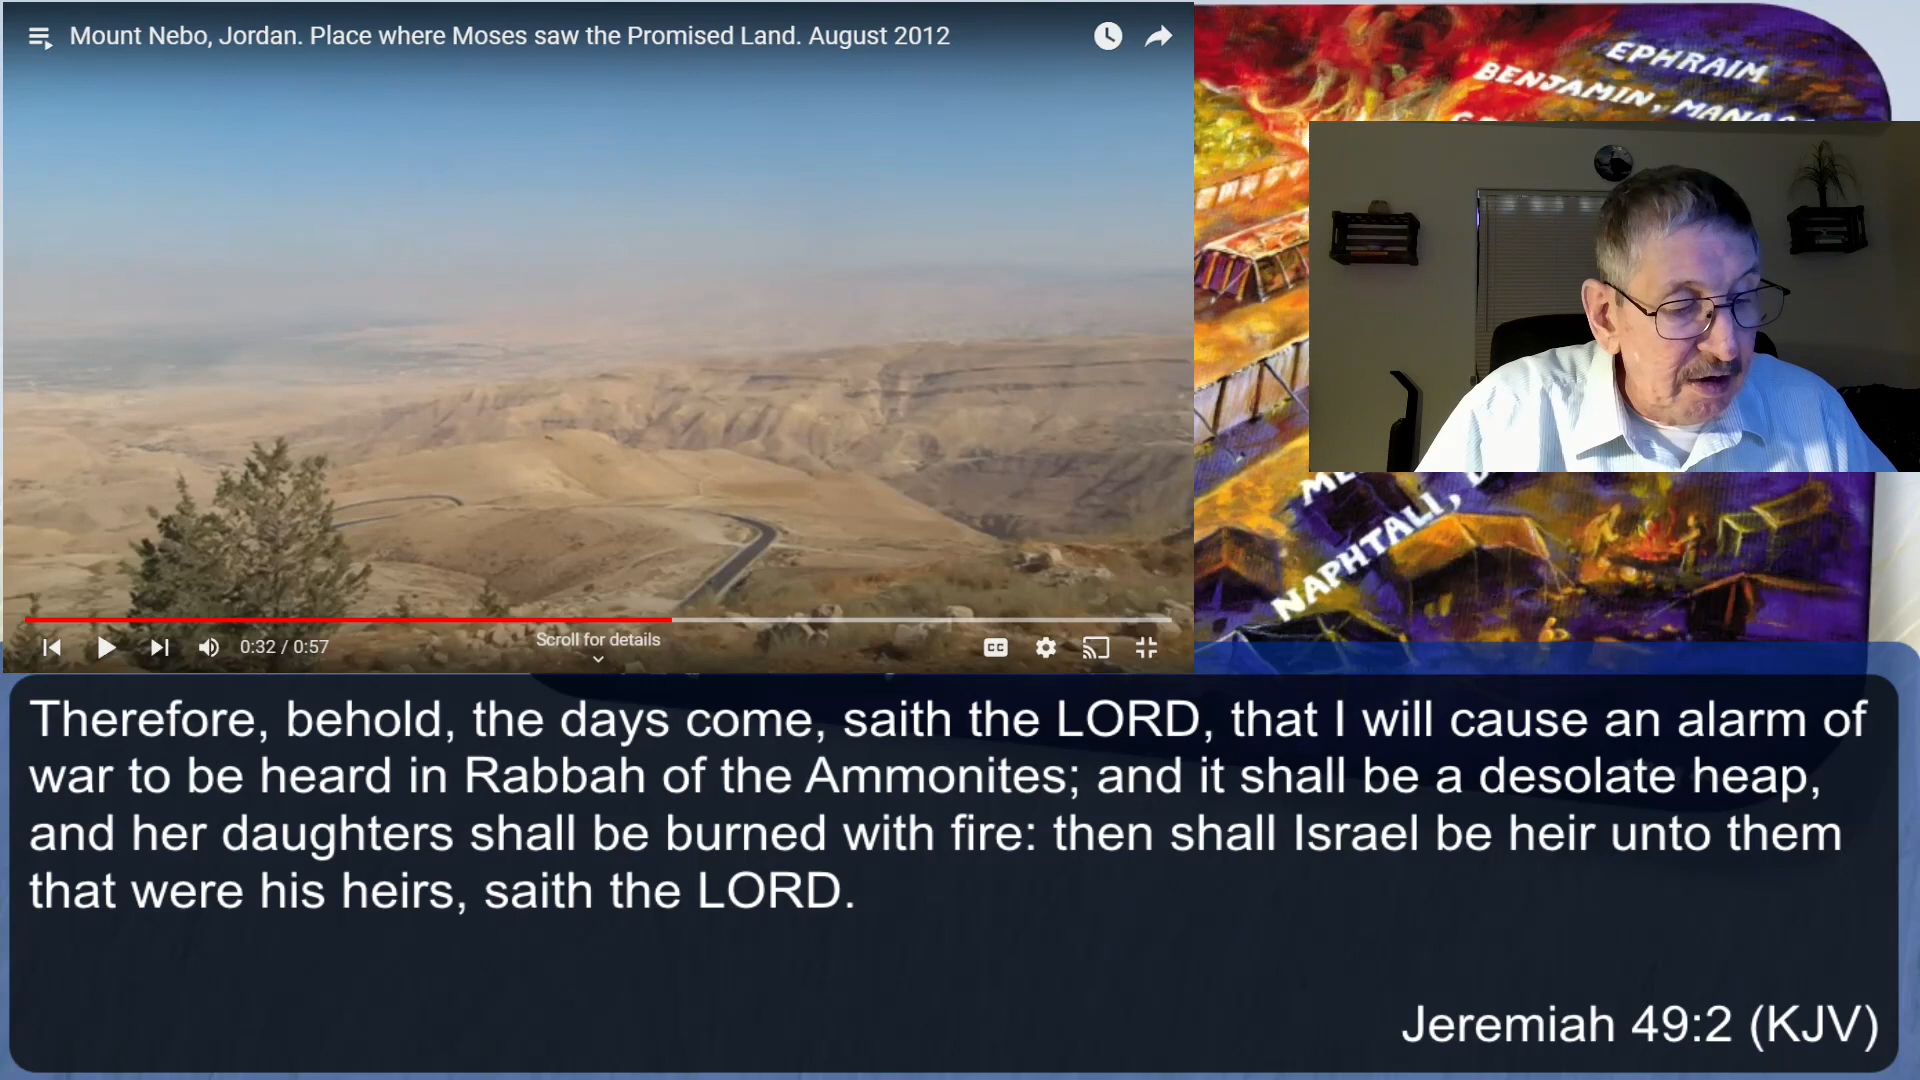 Mount Nebo, Jordan. Place where Moses saw the Promised Land. August 2012
EPHRAIM
BENJAMIN,
NAPHTALI,
0:32 / 0:57
Scroll for details
CC
Therefore, behold, the days come, saith the LORD, that I will cause an alarm of
war to be heard in Rabbah of the Ammonites; and it shall be a desolate heap,
and her daughters shall be burned with fire: then shall Israel be heir unto them
that were his heirs, saith the LORD.
Jeremiah 49:2 (KJV)